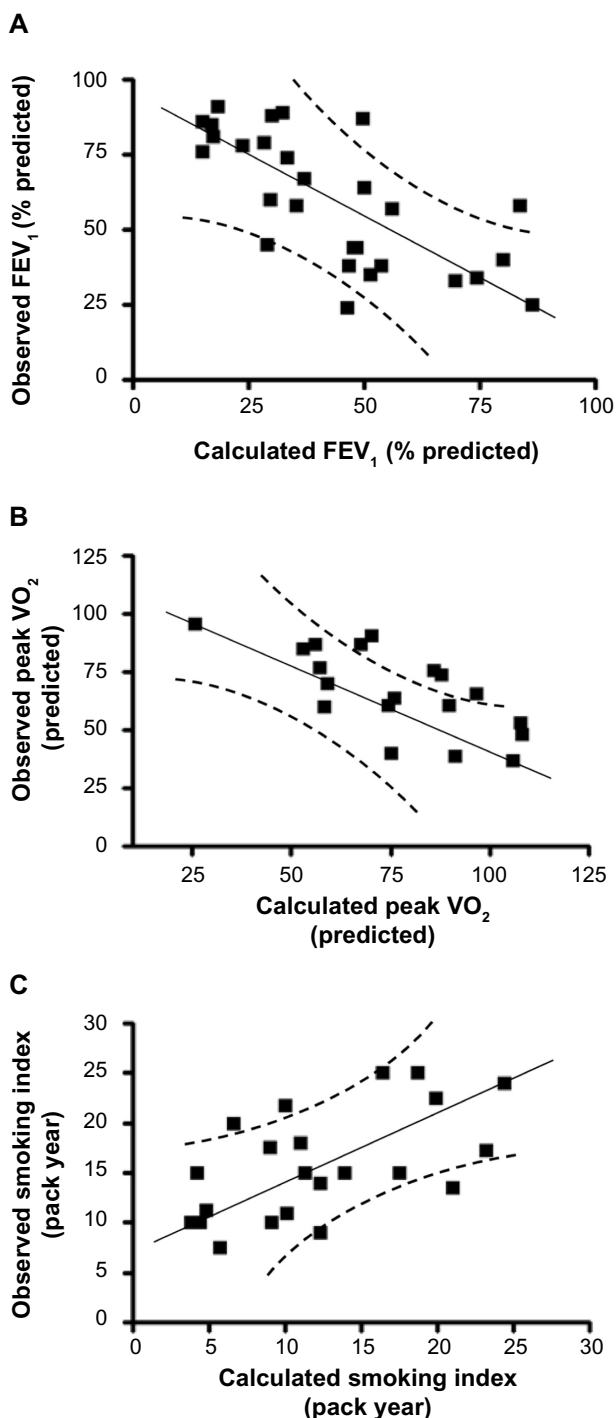 A
Observed FEV₁ (% predicted)
100
75
50
25
0
0 25 50 75 100
Calculated FEV₁ (% predicted)
B
Observed peak VO₂
(predicted)
125
100
75
50
25
0
25 50 75 100 125
Calculated peak VO₂
(predicted)
C
Observed smoking index
(pack year)
30
25
20
15
10
5
0
0 5 10 15 20 25 30
Calculated smoking index
(pack year)